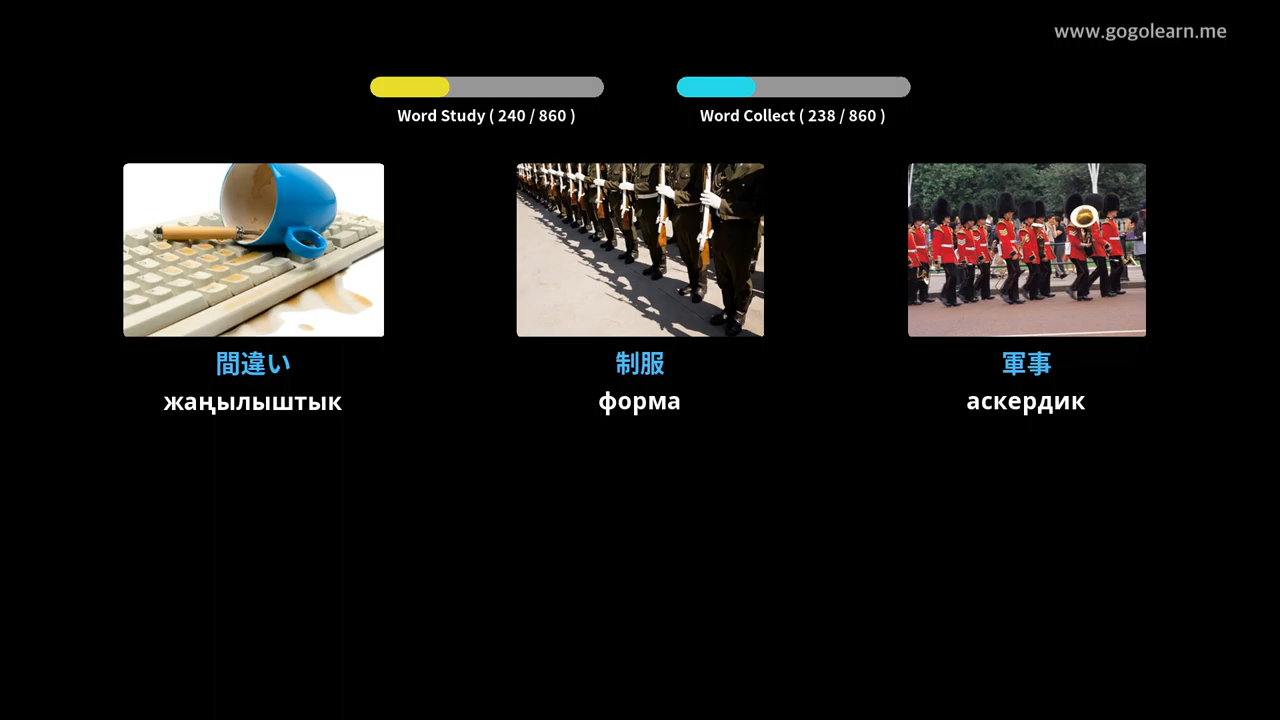 www.gogolearn.me
Word Study ( 240 / 860 )
Word Collect ( 238 / 860 )
間違い
жаңылыштык
制服
форма
軍事
аскердик